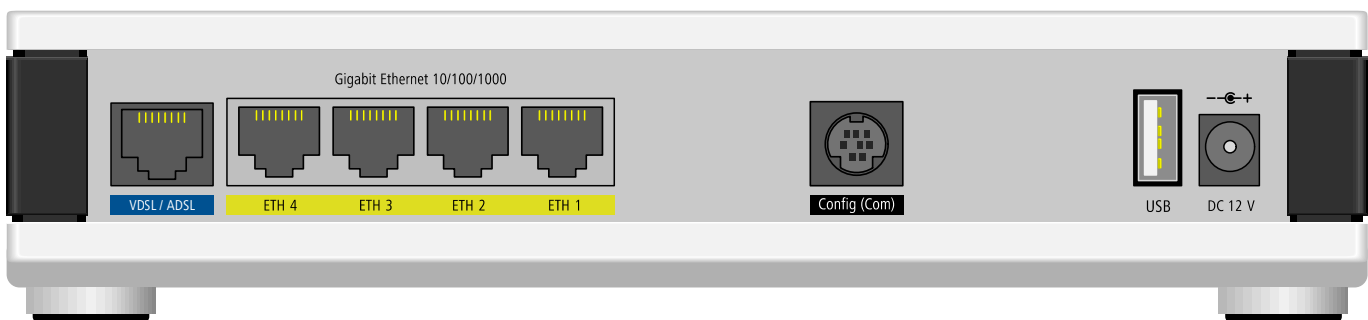 Gigabit Ethernet 10/100/1000
VDSL / ADSL
ETH 4
ETH 3
ETH 2
ETH 1
Config (Com)
USB
DC 12 V